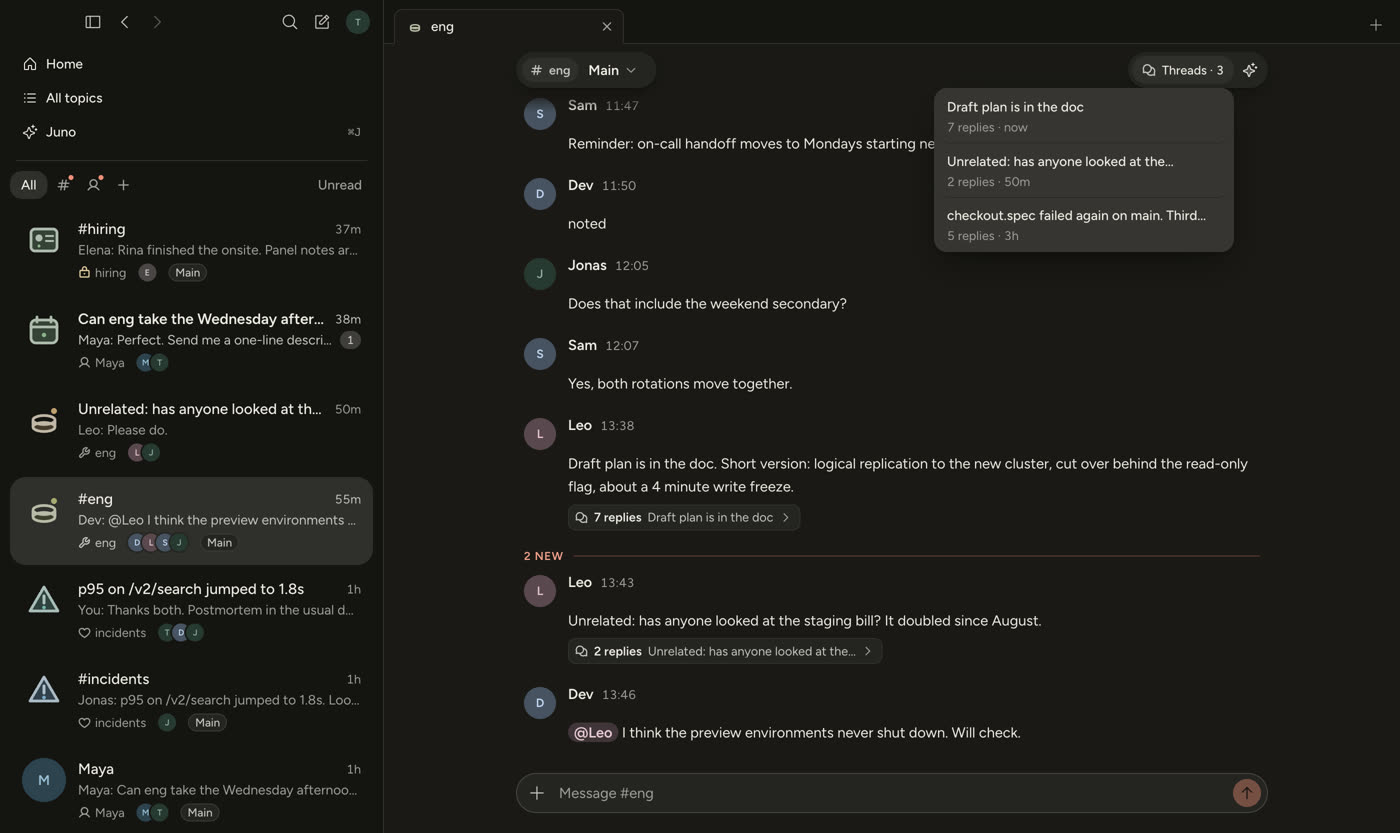 T
Home
All topics
Juno ⌘J
All # + Unread
#hiring 37m
Elena: Rina finished the onsite. Panel notes ar...
hiring E Main
Can eng take the Wednesday after... 38m
Maya: Perfect. Send me a one-line descri... 1
Maya M T
Unrelated: has anyone looked at th... 50m
Leo: Please do.
eng L J
#eng 55m
Dev: @Leo I think the preview environments ...
eng D L S J Main
p95 on /v2/search jumped to 1.8s 1h
You: Thanks both. Postmortem in the usual d...
incidents T D J
#incidents 1h
Jonas: p95 on /v2/search jumped to 1.8s. Loo...
incidents J Main
M
Maya 1h
Maya: Can eng take the Wednesday afternoo...
Maya M T Main
eng
# eng Main
Threads · 3
Draft plan is in the doc
7 replies · now
Unrelated: has anyone looked at the...
2 replies · 50m
checkout.spec failed again on main. Third...
5 replies · 3h
S
Sam 11:47
Reminder: on-call handoff moves to Mondays starting ne
D
Dev 11:50
noted
J
Jonas 12:05
Does that include the weekend secondary?
S
Sam 12:07
Yes, both rotations move together.
L
Leo 13:38
Draft plan is in the doc. Short version: logical replication to the new cluster, cut over behind the read-only
flag, about a 4 minute write freeze.
7 replies Draft plan is in the doc
2 NEW
L
Leo 13:43
Unrelated: has anyone looked at the staging bill? It doubled since August.
2 replies Unrelated: has anyone looked at the...
D
Dev 13:46
@Leo I think the preview environments never shut down. Will check.
Message #eng